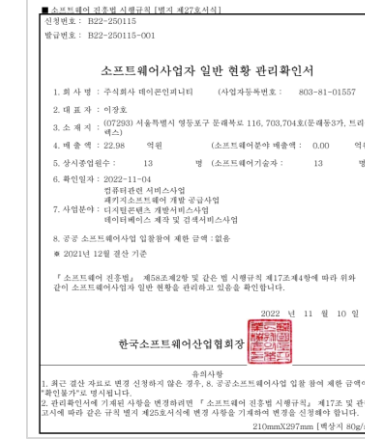 ■ 소프트웨어 진흥법 시행규칙 [별지 제27호서식]
신청번호 : B22-250115
발급번호 : B22-250115-001
소프트웨어사업자 일반 현황 관리확인서
1. 회 사 명 : 주식회사 데이콘인피니티 (사업자등록번호 : 803-81-01557
2. 대 표 자 : 이장호
3. 소 재 지 : (07293) 서울특별시 영등포구 문래북로 116, 703,704호(문래동3가, 트리
렉스)
4. 매 출 액 : 22.98 억원 (소프트웨어분야 매출액 : 0.00 억
5. 상시종업원수 : 13 명 (소프트웨어기술자 : 13 명
6. 확인일자 : 2022-11-04
컴퓨터관련 서비스사업
패키지소프트웨어 개발 공급사업
7. 사업분야 : 디지털콘텐츠 개발서비스사업
데이터베이스 제작 및 검색서비스사업
8. 공공 소프트웨어사업 입찰참여 제한 금액 :없음
※ 2021년 12월 결산 기준
『 소프트웨어 진흥법』 제58조제2항 및 같은 법 시행규칙 제17조제4항에 따라 위와
같이 소프트웨어사업자 일반 현황을 관리하고 있음을 확인합니다.
2022 년 11 월 10 일
한국소프트웨어산업협회장
유의사항
1. 최근 결산 자료로 변경 신청하지 않은 경우, 8. 공공소프트웨어사업 입찰 참여 제한 금액이
"확인불가"로 명시됩니다.
2. 관리확인서에 기재된 사항을 변경하려면 『 소프트웨어 진흥법 시행규칙』 제17조 및 관
고시에 따라 같은 규칙 별지 제25호서식에 변경 사항을 기재하여 변경을 신청해야 합니다.
210mmX297mm [백상지 80g/